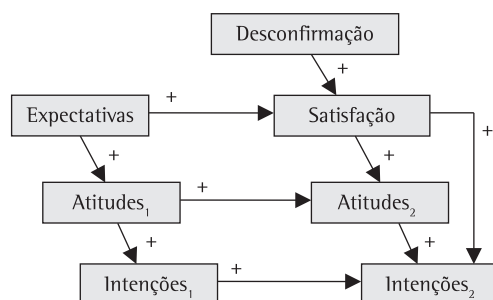 Desconfirmação
+
+
Expectativas
Satisfação
+
+
+
Atitudes₁
+
Atitudes₂
+
+
Intenções₁
+
Intenções₂